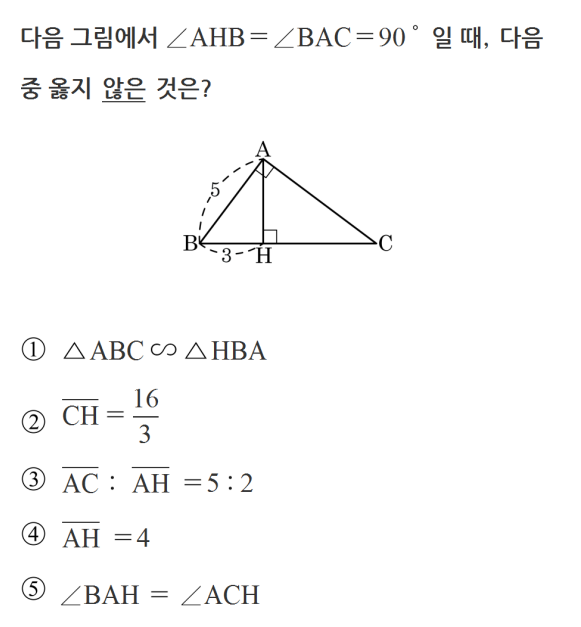 다음 그림에서 ∠AHB=∠BAC=90° 일 때, 다음
중 옳지 않은 것은?
A
5
B
3
H
C
① △ABC∽△HBA
② CH = 16/3
③ AC : AH = 5 : 2
④ AH = 4
⑤ ∠BAH = ∠ACH